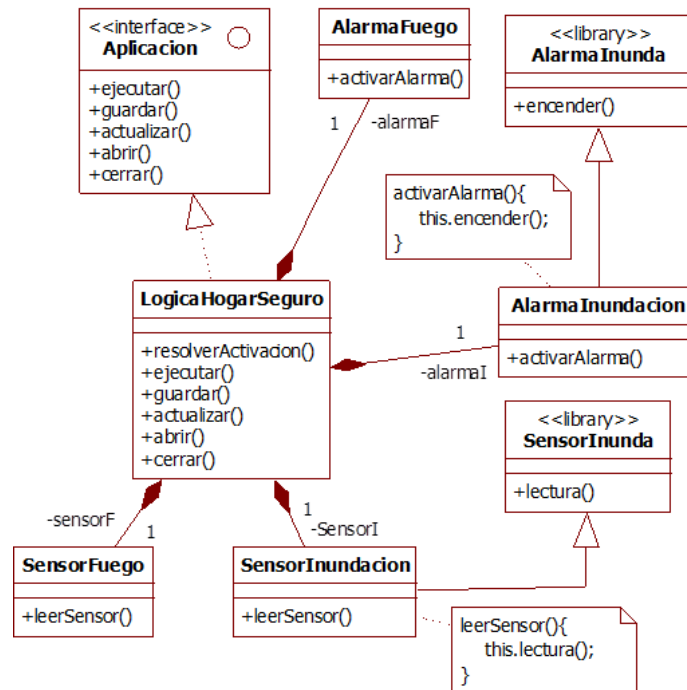 <<interface>>
Aplicacion
+ejecutar()
+guardar()
+actualizar()
+abrir()
+cerrar()
AlarmaFuego
+activarAlarma()
<<library>>
AlarmaInunda
+encender()
1
-alarmaF
activarAlarma(){
this.encender();
}
LogicaHogarSeguro
+resolverActivacion()
+ejecutar()
+guardar()
+actualizar()
+abrir()
+cerrar()
1
-alarmaI
AlarmaInundacion
+activarAlarma()
<<library>>
SensorInunda
+lectura()
-sensorF
1
1
-SensorI
SensorFuego
+leerSensor()
SensorInundacion
+leerSensor()
leerSensor(){
this.lectura();
}